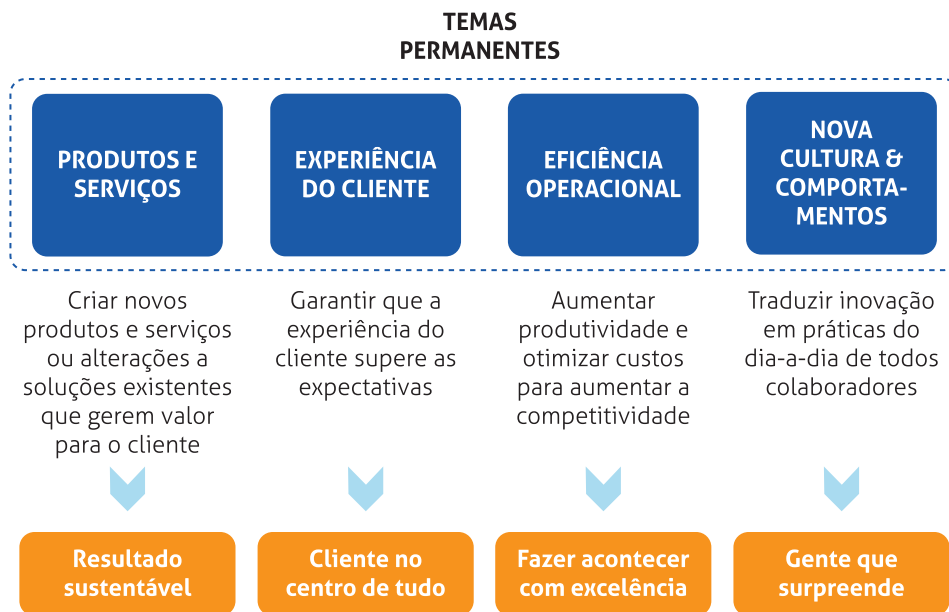 TEMAS
PERMANENTES
PRODUTOS E
SERVIÇOS
EXPERIÊNCIA
DO CLIENTE
EFICIÊNCIA
OPERACIONAL
NOVA
CULTURA &
COMPORTA-
MENTOS
Criar novos
produtos e serviços
ou alterações a
soluções existentes
que gerem valor
para o cliente
Garantir que a
experiência do
cliente supere as
expectativas
Aumentar
produtividade e
otimizar custos
para aumentar a
competitividade
Traduzir inovação
em práticas do
dia-a-dia de todos
colaboradores
Resultado
sustentável
Cliente no
centro de tudo
Fazer acontecer
com excelência
Gente que
surpreende